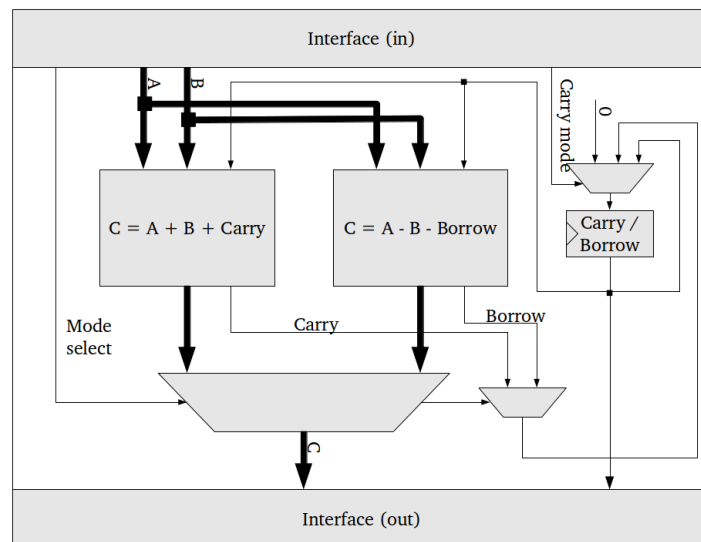 Interface (in)
A
B
Carry mode
0
C = A + B + Carry
C = A - B - Borrow
Carry /
Borrow
Mode
select
Carry
Borrow
C
Interface (out)